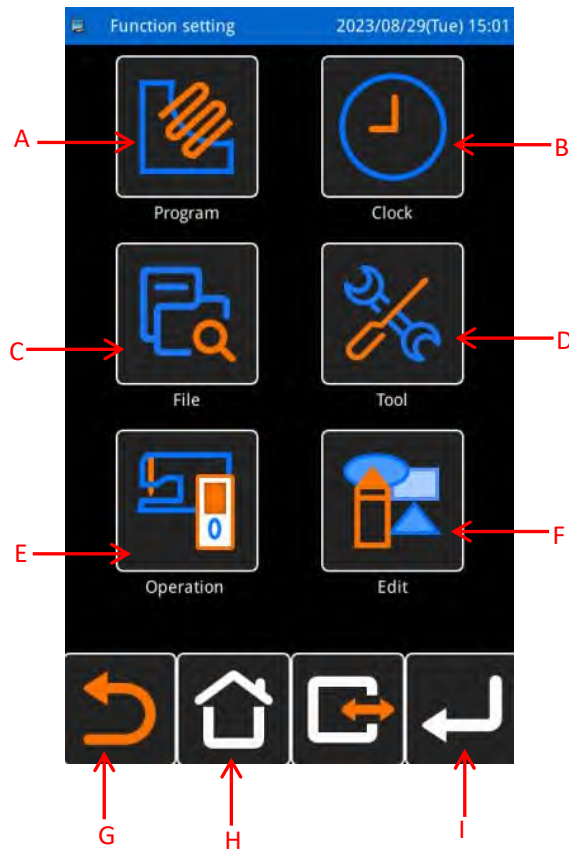 Function setting 2023/08/29(Tue) 15:01
A
B
Program Clock
C
D
File Tool
E
F
Operation Edit
G H I